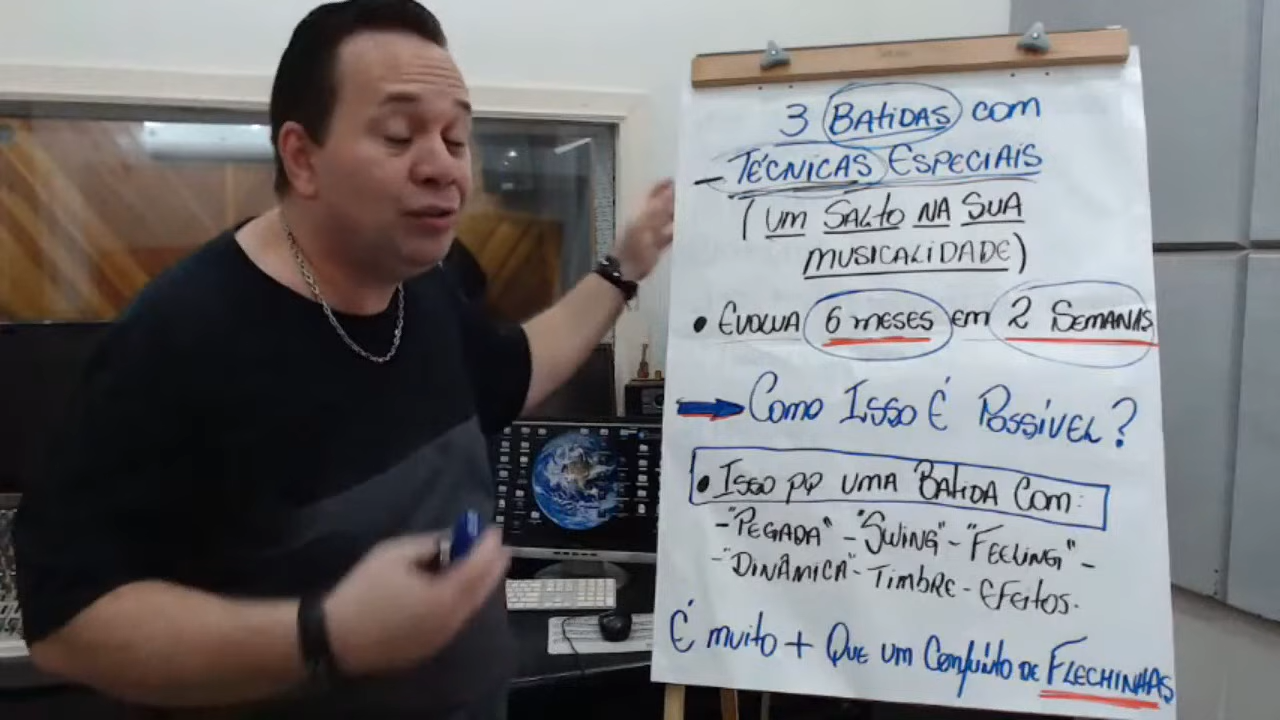 3 BATIDAS COM
- TÉCNICAS ESPECIAIS
(UM SALTO NA SUA
MUSICALIDADE)
• EVOLUA 6 MESES EM 2 SEMANAS
COMO ISSO É POSSÍVEL?
• ISSO PQ UMA BATIDA COM:
- "PEGADA" - "SWING" - "FEELING" -
- "DINÂMICA" - TIMBRE - EFEITOS.
É MUITO + QUE UM CONJUNTO DE FLECHINHAS